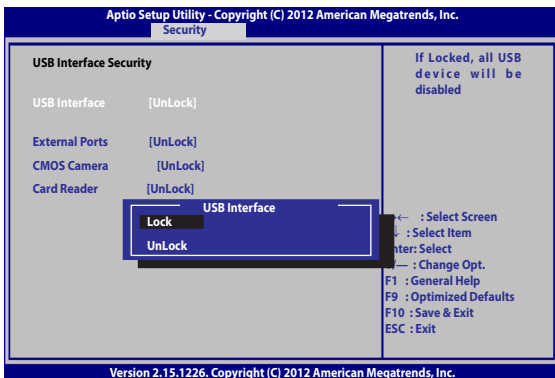 Aptio Setup Utility - Copyright (C) 2012 American Megatrends, Inc.
Security
USB Interface Security
USB Interface [UnLock]
External Ports [UnLock]
CMOS Camera [UnLock]
Card Reader [UnLock]
USB Interface
Lock
UnLock
If Locked, all USB
device will be
disabled
← : Select Screen
↓ : Select Item
nter: Select
/— : Change Opt.
F1 : General Help
F9 : Optimized Defaults
F10 : Save & Exit
ESC : Exit
Version 2.15.1226. Copyright (C) 2012 American Megatrends, Inc.